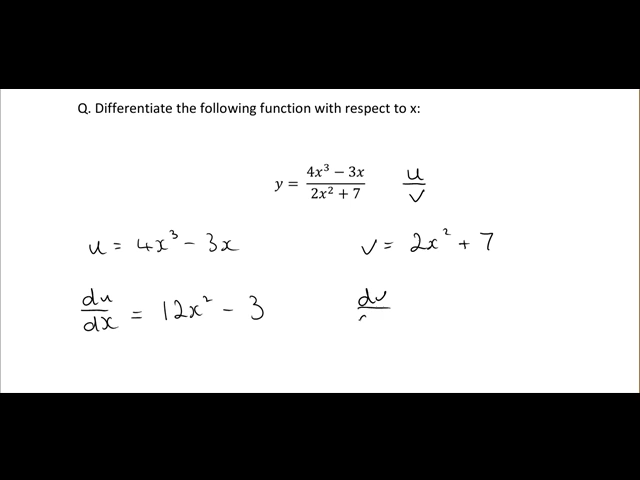 Q. Differentiate the following function with respect to x:
y = (4x³ − 3x)/(2x² + 7) u/v
u = 4x³ − 3x v = 2x² + 7
du/dx = 12x² − 3 dv